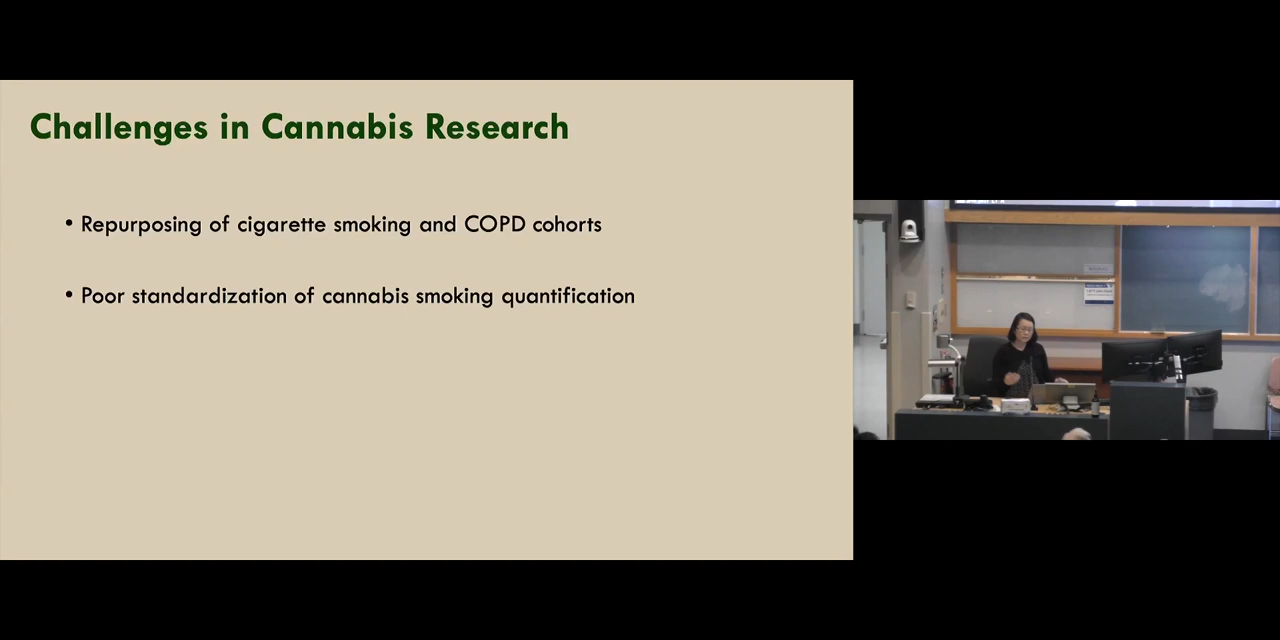 Challenges in Cannabis Research
• Repurposing of cigarette smoking and COPD cohorts
• Poor standardization of cannabis smoking quantification